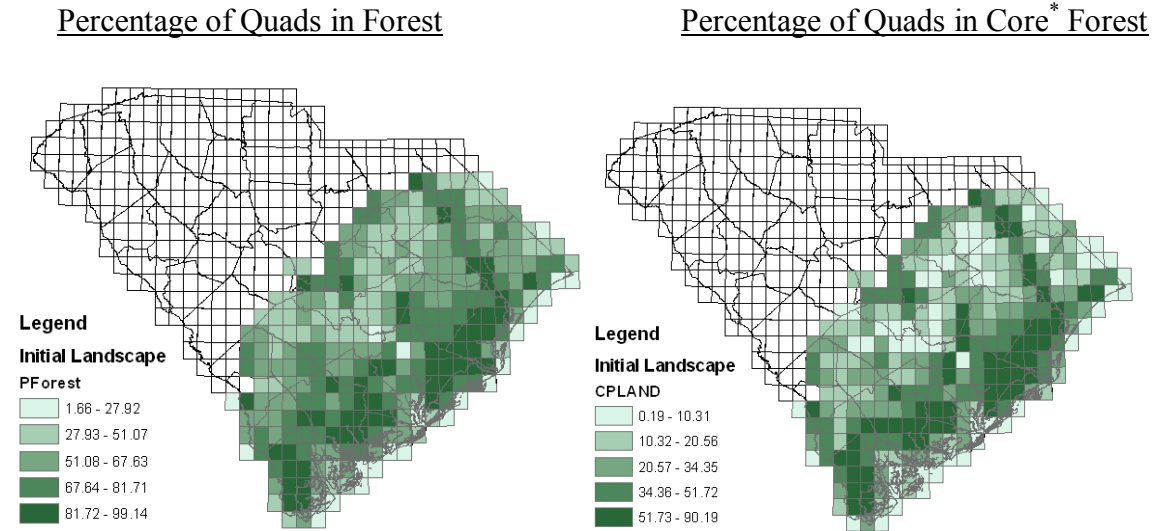 Percentage of Quads in Forest
Percentage of Quads in Core* Forest
Legend
Initial Landscape
PForest
1.66 - 27.92
27.93 - 51.07
51.08 - 67.63
67.64 - 81.71
81.72 - 99.14
Legend
Initial Landscape
CPLAND
0.19 - 10.31
10.32 - 20.56
20.57 - 34.35
34.36 - 51.72
51.73 - 90.19